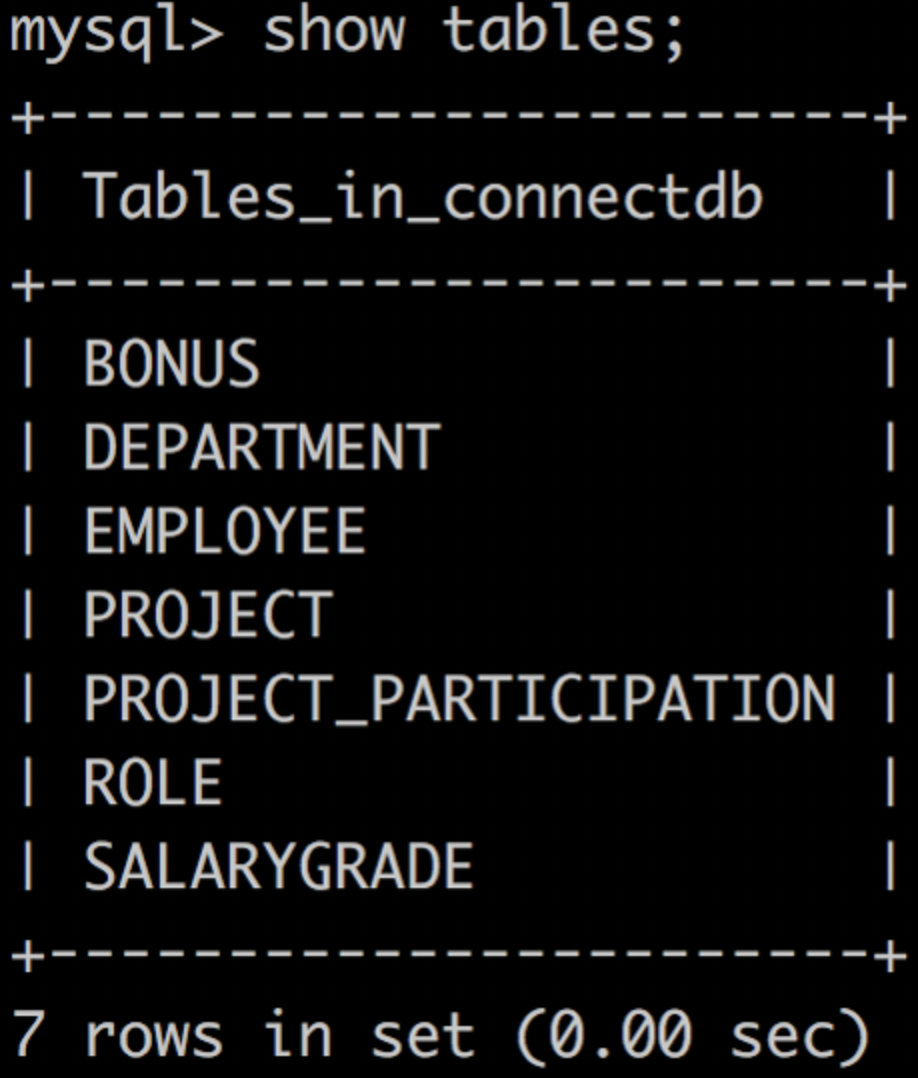 mysql> show tables;
+-----------------------+
| Tables_in_connectdb   |
+-----------------------+
| BONUS                 |
| DEPARTMENT            |
| EMPLOYEE              |
| PROJECT               |
| PROJECT_PARTICIPATION |
| ROLE                  |
| SALARYGRADE           |
+-----------------------+
7 rows in set (0.00 sec)